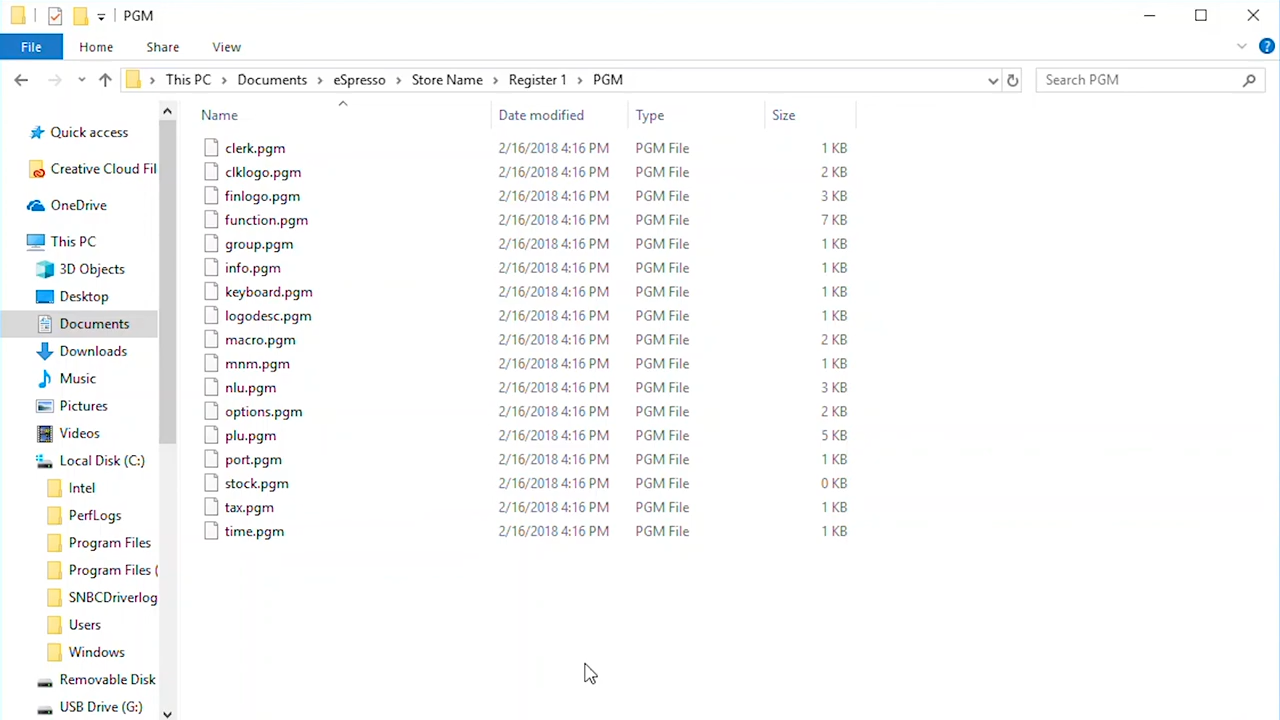 PGM
File Home Share View
This PC Documents eSpresso Store Name Register 1 PGM Search PGM
Name Date modified Type Size
Quick access
Creative Cloud Fil
OneDrive
This PC
3D Objects
Desktop
Documents
Downloads
Music
Pictures
Videos
Local Disk (C:)
Intel
PerfLogs
Program Files
Program Files (
SNBCDriverlog
Users
Windows
Removable Disk
USB Drive (G:)
clerk.pgm 2/16/2018 4:16 PM PGM File 1 KB
clklogo.pgm 2/16/2018 4:16 PM PGM File 2 KB
finlogo.pgm 2/16/2018 4:16 PM PGM File 3 KB
function.pgm 2/16/2018 4:16 PM PGM File 7 KB
group.pgm 2/16/2018 4:16 PM PGM File 1 KB
info.pgm 2/16/2018 4:16 PM PGM File 1 KB
keyboard.pgm 2/16/2018 4:16 PM PGM File 1 KB
logodesc.pgm 2/16/2018 4:16 PM PGM File 1 KB
macro.pgm 2/16/2018 4:16 PM PGM File 2 KB
mnm.pgm 2/16/2018 4:16 PM PGM File 1 KB
nlu.pgm 2/16/2018 4:16 PM PGM File 3 KB
options.pgm 2/16/2018 4:16 PM PGM File 2 KB
plu.pgm 2/16/2018 4:16 PM PGM File 5 KB
port.pgm 2/16/2018 4:16 PM PGM File 1 KB
stock.pgm 2/16/2018 4:16 PM PGM File 0 KB
tax.pgm 2/16/2018 4:16 PM PGM File 1 KB
time.pgm 2/16/2018 4:16 PM PGM File 1 KB